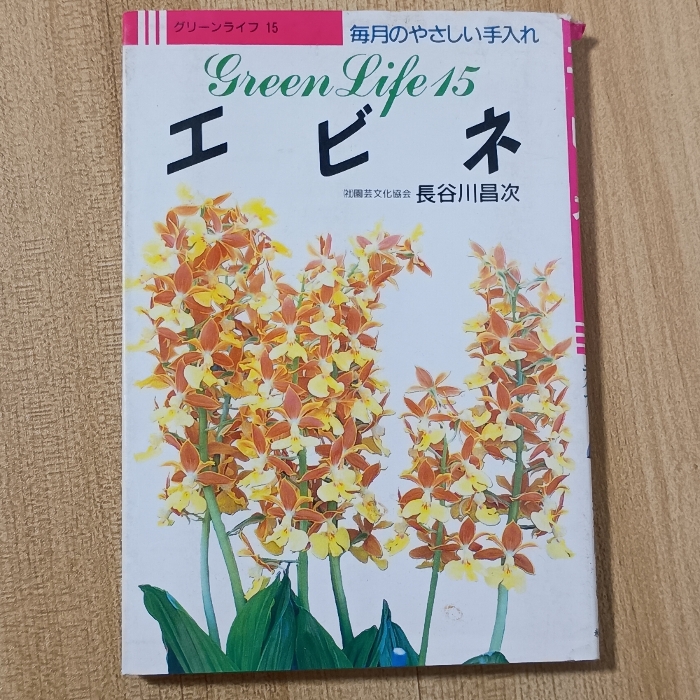 グリーンライフ 15
毎月のやさしい手入れ
Green Life 15
エビネ
㈳園芸文化協会 長谷川昌次